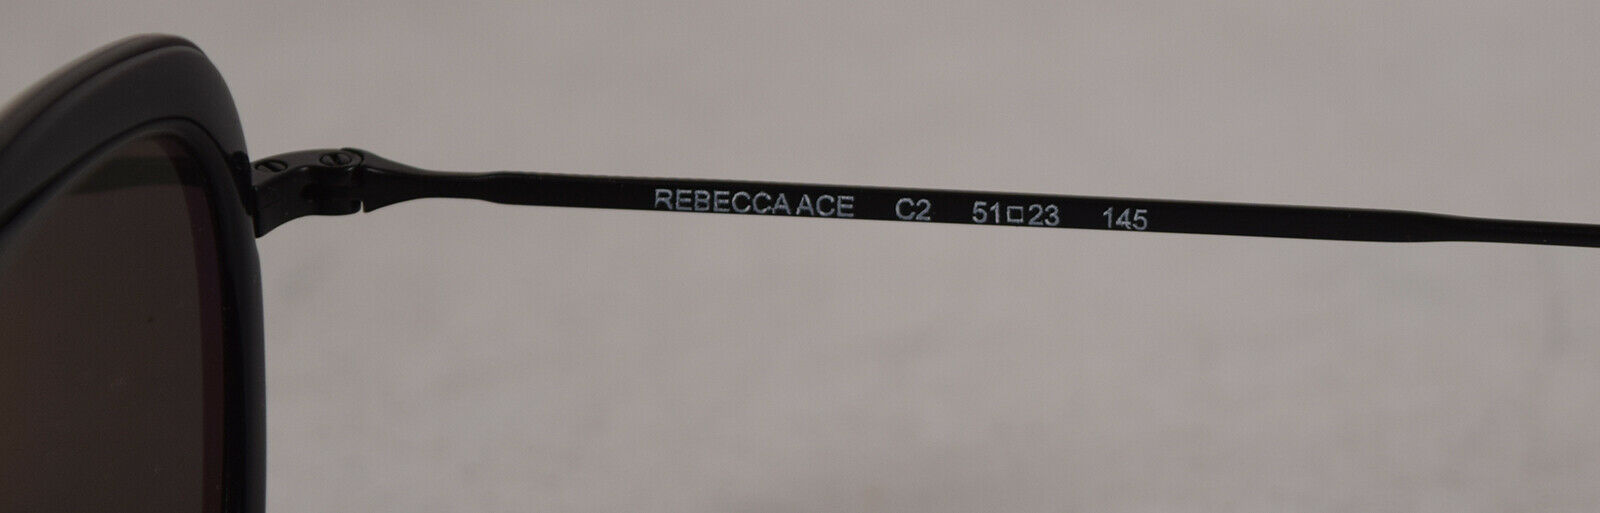 REBECCA ACE C2 51□23 145